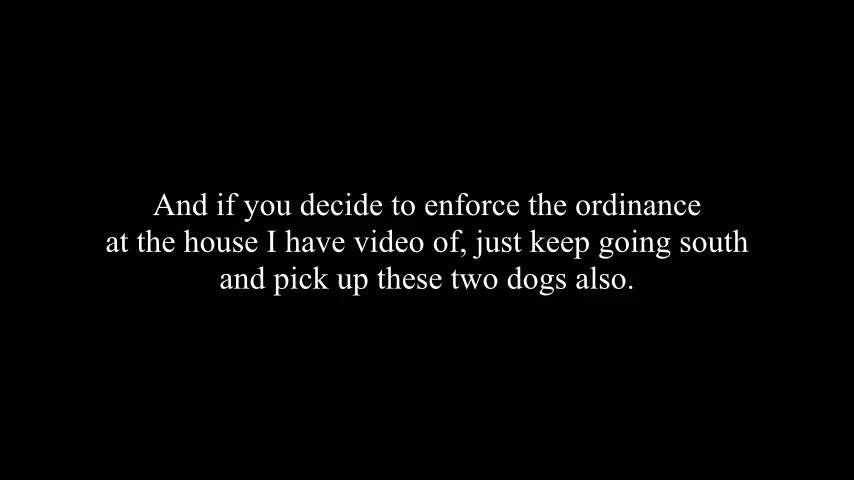 And if you decide to enforce the ordinance
at the house I have video of, just keep going south
and pick up these two dogs also.